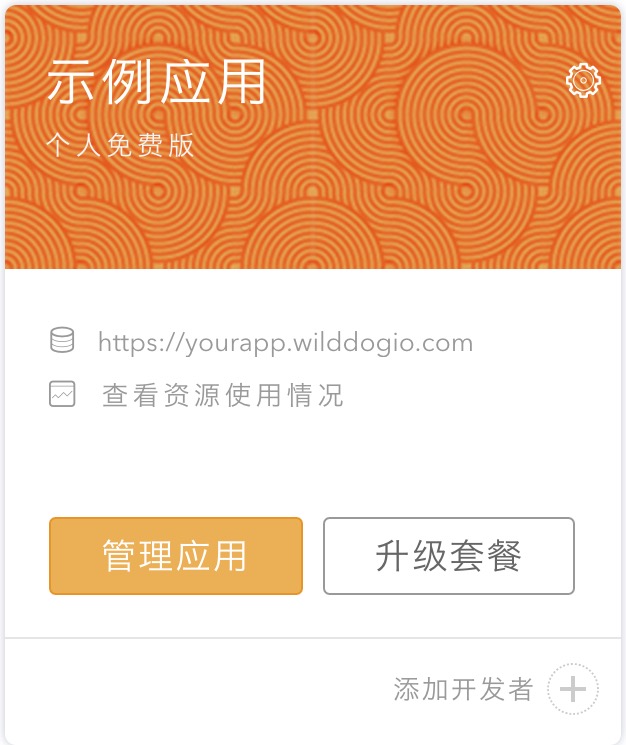 示例应用
个人免费版
https://yourapp.wilddogio.com
查看资源使用情况
管理应用
升级套餐
添加开发者